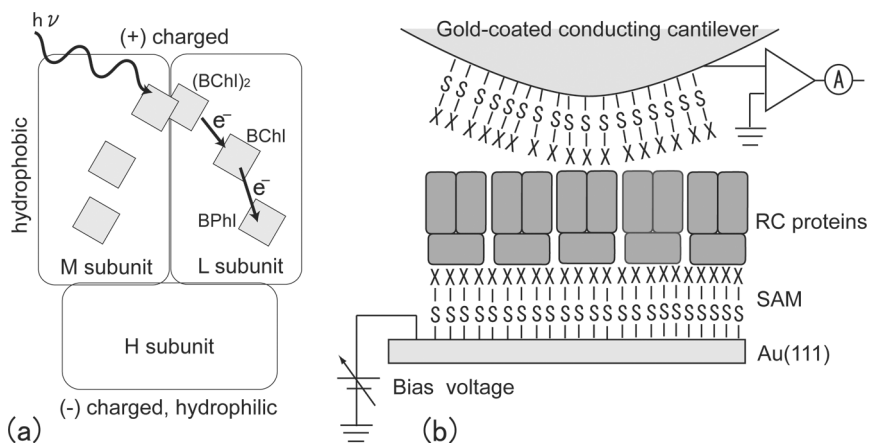 hν
(+) charged
(BChl)₂
e⁻
BChl
e⁻
BPhl
hydrophobic
M subunit
L subunit
H subunit
(-) charged, hydrophilic
(a)
Gold-coated conducting cantilever
S S S S S S S S S S S S S S S S
X X X X X X X X X X X X X X X X
A
RC proteins
X X X X X X X X X X X X X X X X X X X X X X
SAM
S S S S S S S S S S S S S S S S S S S S S S
Au(111)
Bias voltage
(b)